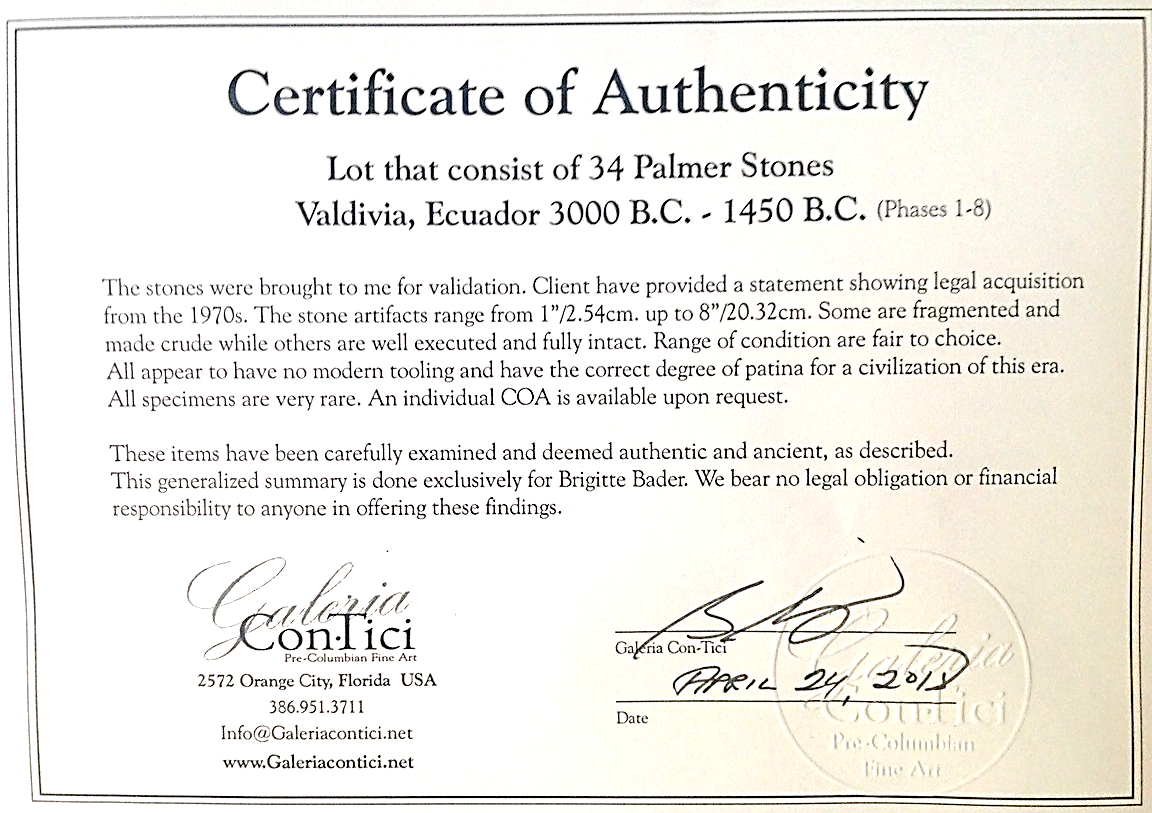 Certificate of Authenticity
Lot that consist of 34 Palmer Stones
Valdivia, Ecuador 3000 B.C. - 1450 B.C. (Phases 1-8)
The stones were brought to me for validation. Client have provided a statement showing legal acquisition
from the 1970s. The stone artifacts range from 1"/2.54cm. up to 8"/20.32cm. Some are fragmented and
made crude while others are well executed and fully intact. Range of condition are fair to choice.
All appear to have no modern tooling and have the correct degree of patina for a civilization of this era.
All specimens are very rare. An individual COA is available upon request.
These items have been carefully examined and deemed authentic and ancient, as described.
This generalized summary is done exclusively for Brigitte Bader. We bear no legal obligation or financial
responsibility to anyone in offering these findings.
Galeria
Con-Tici
Pre-Columbian Fine Art
2572 Orange City, Florida USA
386.951.3711
Info@Galeriacontici.net
www.Galeriacontici.net
Galeria Con-Tici
APRIL 24, 2018
Date
Galeria
Con-Tici
Pre-Columbian
Fine Art